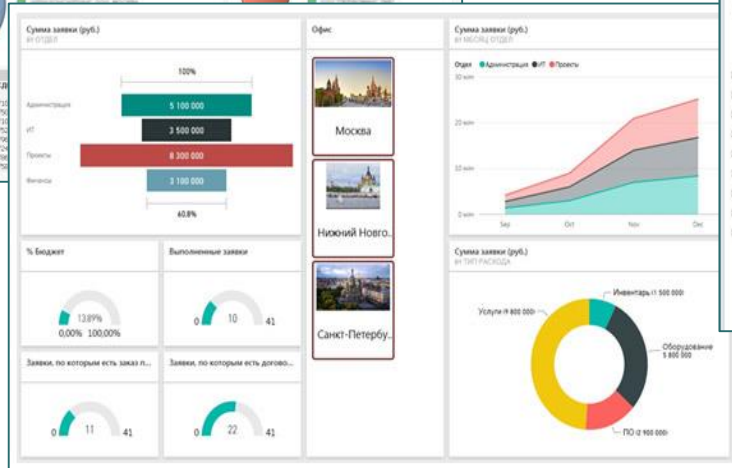 Сумма заявки (руб.)
BY ОТДЕЛ
100%
Администрация
5 100 000
ИТ
3 500 000
Проекты
8 300 000
Финансы
3 100 000
60.8%
Офис
Москва
Нижний Новго..
Санкт-Петербу..
Сумма заявки (руб.)
BY МЕСЯЦ, ОТДЕЛ
Отдел Администрация ИТ Проекты
30 млн
20 млн
10 млн
0 млн
Sep Oct Nov Dec
% Бюджет
13.89%
0,00% 100,00%
Выполненные заявки
0 10 41
Заявки, по которым есть заказ п...
0 11 41
Заявки, по которым есть догово...
0 22 41
Сумма заявки (руб.)
BY ТИП РАСХОДА
Инвентарь (1 500 000)
Услуги (9 800 000)
Оборудование
5 800 000
ПО (2 900 000)